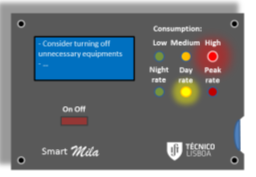 Consumption:
Low Medium High
- Consider turning off
unnecessary equipments
- ...
Night Day Peak
rate rate rate
On Off
Smart Mila
TÉCNICO
LISBOA